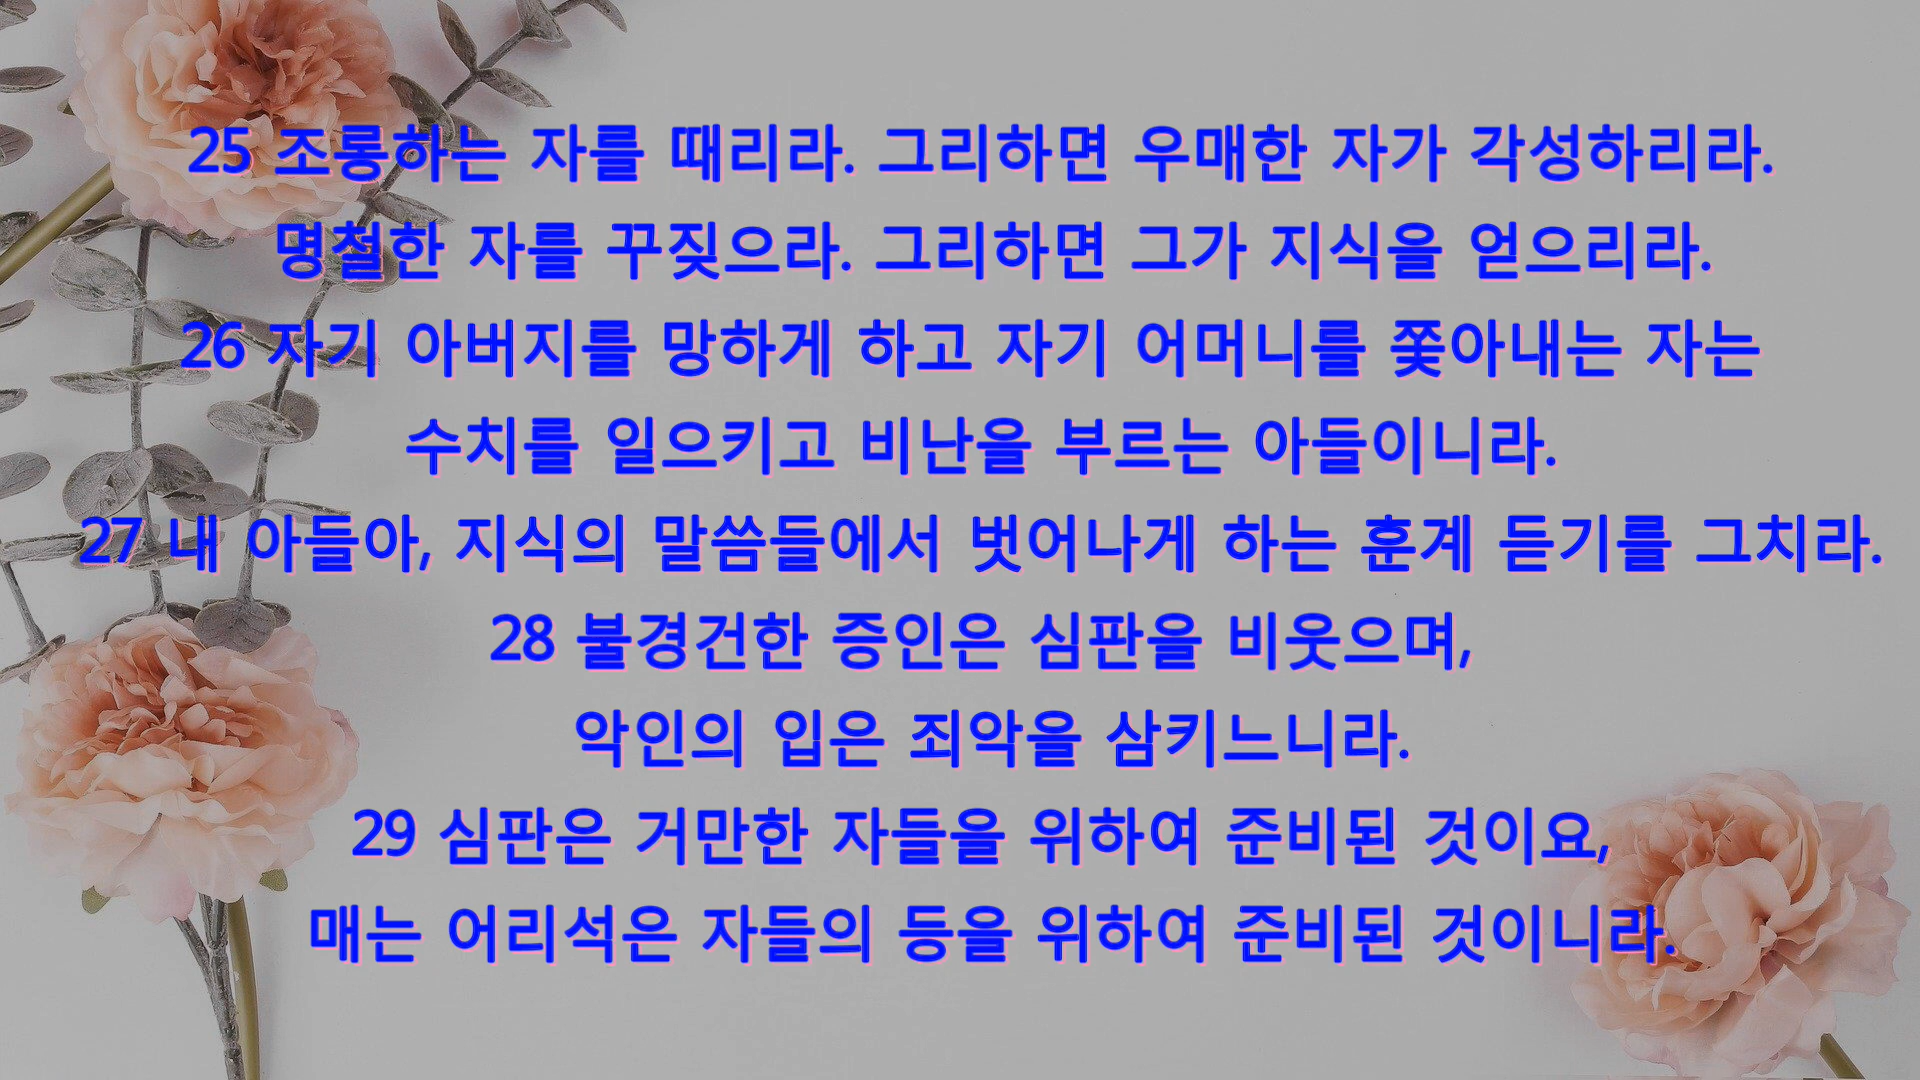 25 조롱하는 자를 때리라. 그리하면 우매한 자가 각성하리라.
명철한 자를 꾸짖으라. 그리하면 그가 지식을 얻으리라.
26 자기 아버지를 망하게 하고 자기 어머니를 쫓아내는 자는
수치를 일으키고 비난을 부르는 아들이니라.
27 내 아들아, 지식의 말씀들에서 벗어나게 하는 훈계 듣기를 그치라.
28 불경건한 증인은 심판을 비웃으며,
악인의 입은 죄악을 삼키느니라.
29 심판은 거만한 자들을 위하여 준비된 것이요,
매는 어리석은 자들의 등을 위하여 준비된 것이니라.